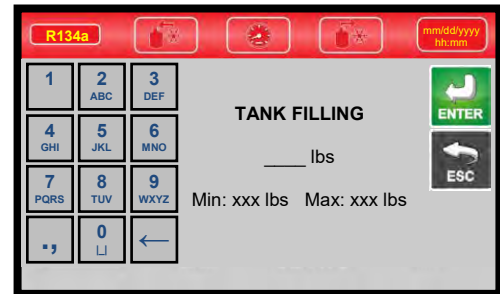 R134a
mm/dd/yyyy
hh:mm
1
2
ABC
3
DEF
4
GHI
5
JKL
6
MNO
7
PQRS
8
TUV
9
WXYZ
.,
0
⌴
←
TANK FILLING
____ lbs
Min: xxx lbs Max: xxx lbs
ENTER
ESC